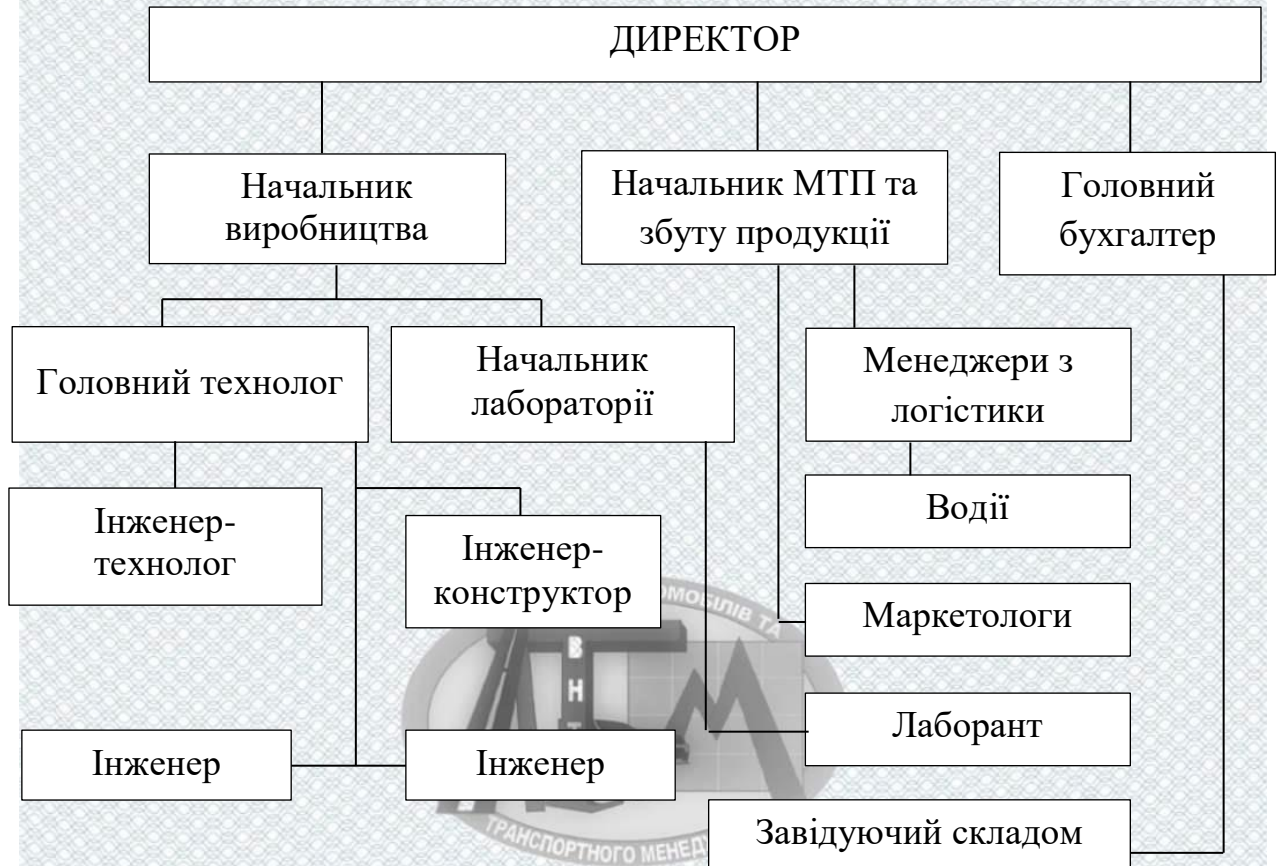 ДИРЕКТОР
Начальник
виробництва
Начальник МТП та
збуту продукції
Головний
бухгалтер
Головний технолог
Начальник
лабораторії
Менеджери з
логістики
Інженер-
технолог
Інженер-
конструктор
Водії
Маркетологи
Лаборант
Інженер
Інженер
Завідуючий складом
В
Н
ТРАНСПОРТНОГО